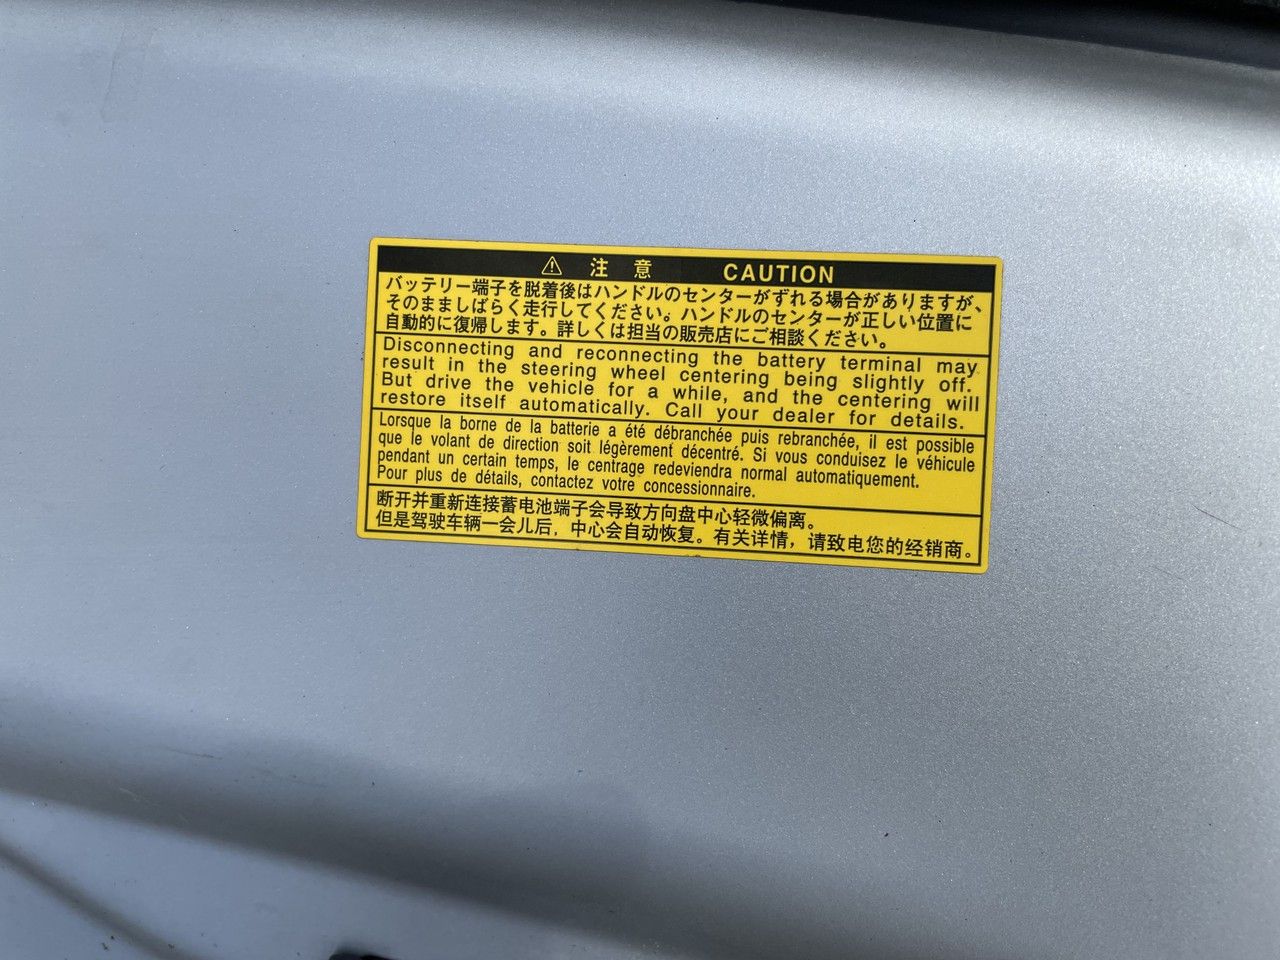 ⚠ 注 意 CAUTION
バッテリー端子を脱着後はハンドルのセンターがずれる場合がありますが、
そのまましばらく走行してください。ハンドルのセンターが正しい位置に
自動的に復帰します。詳しくは担当の販売店にご相談ください。
Disconnecting and reconnecting the battery terminal may
result in the steering wheel centering being slightly off.
But drive the vehicle for a while, and the centering will
restore itself automatically. Call your dealer for details.
Lorsque la borne de la batterie a été débranchée puis rebranchée, il est possible
que le volant de direction soit légèrement décentré. Si vous conduisez le véhicule
pendant un certain temps, le centrage redeviendra normal automatiquement.
Pour plus de détails, contactez votre concessionnaire.
断开并重新连接蓄电池端子会导致方向盘中心轻微偏离。
但是驾驶车辆一会儿后，中心会自动恢复。有关详情，请致电您的经销商。